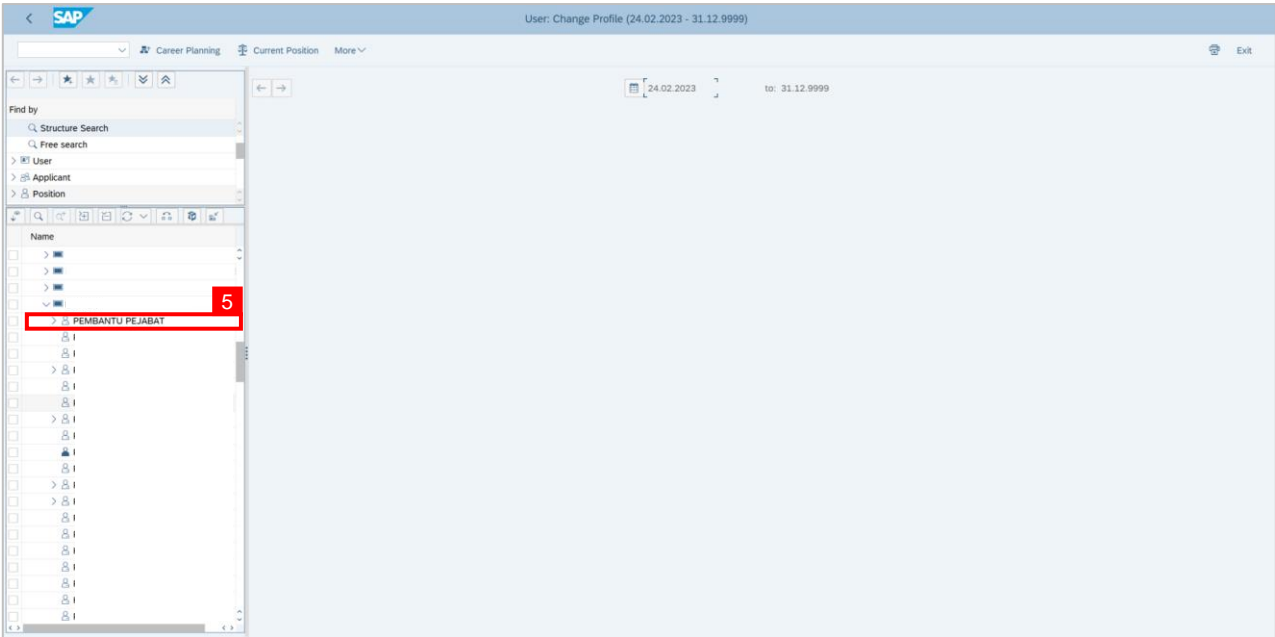 SAP
User: Change Profile (24.02.2023 - 31.12.9999)
Career Planning Current Position More Exit
24.02.2023 to: 31.12.9999
Find by
Structure Search
Free search
User
Applicant
Position
Name
5
PEMBANTU PEJABAT